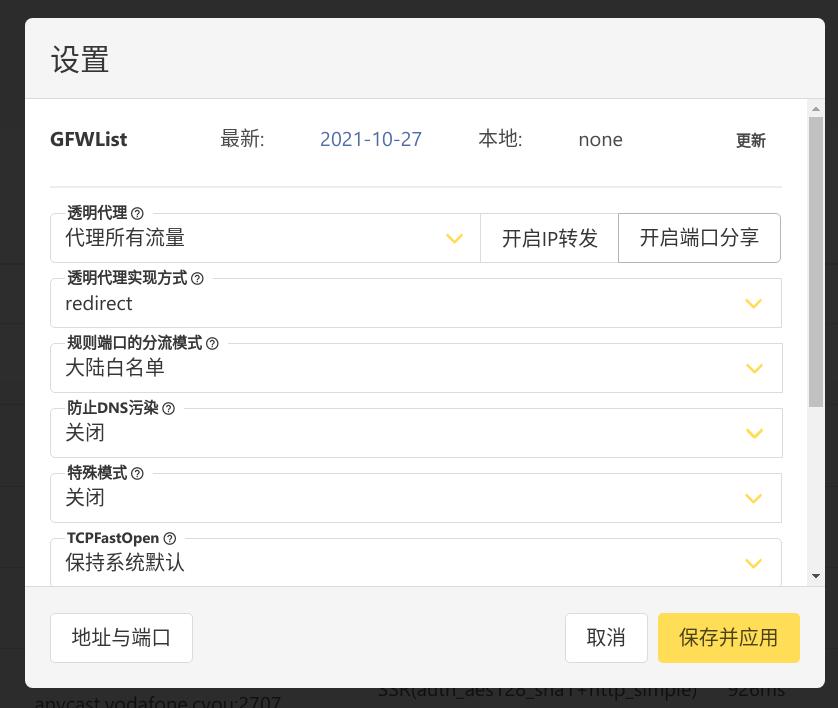 设置
GFWList 最新: 2021-10-27 本地: none 更新
透明代理
代理所有流量 开启IP转发 开启端口分享
透明代理实现方式
redirect
规则端口的分流模式
大陆白名单
防止DNS污染
关闭
特殊模式
关闭
TCPFastOpen
保持系统默认
地址与端口 取消 保存并应用
SSR(auth_aes128_sha1+http_simple) 926ms
anycast.vodafone.cyou:2707